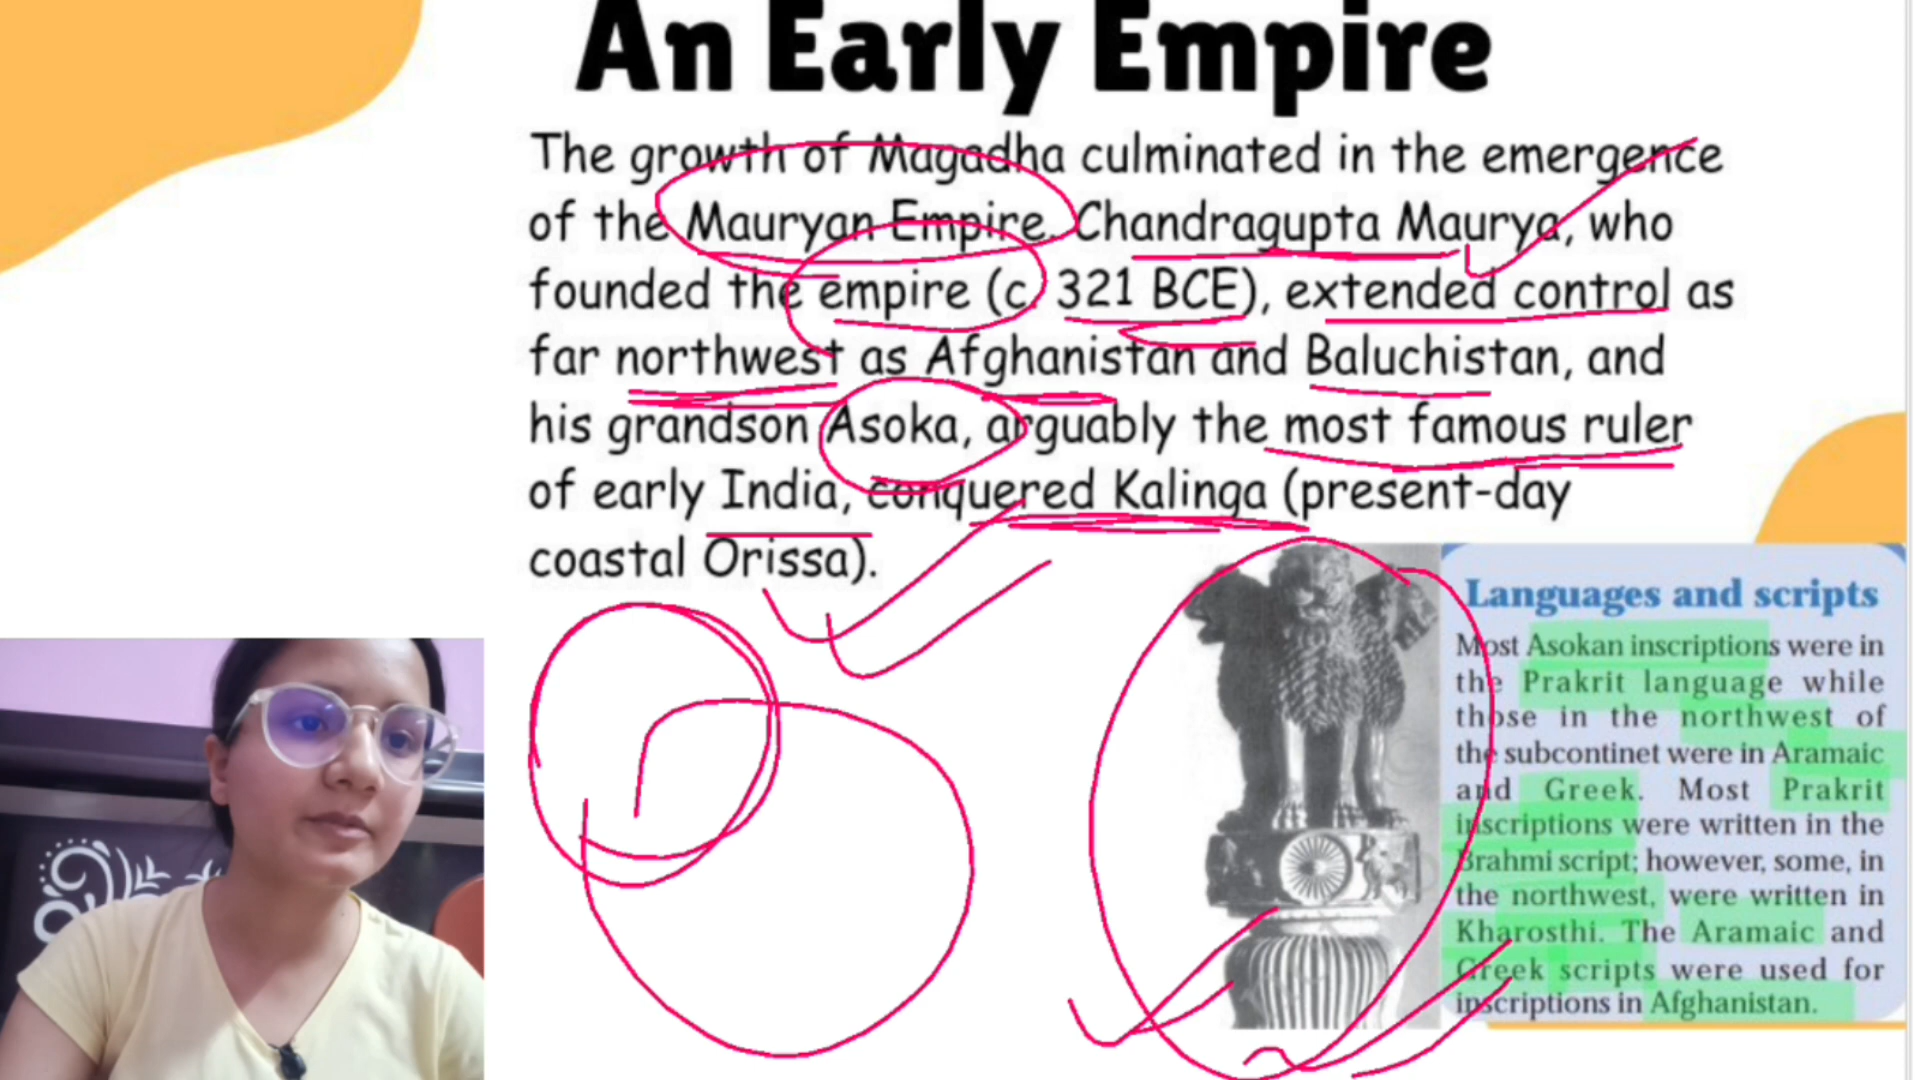 An Early Empire
The growth of Magadha culminated in the emergence
of the Mauryan Empire. Chandragupta Maurya, who
founded the empire (c. 321 BCE), extended control as
far northwest as Afghanistan and Baluchistan, and
his grandson Asoka, arguably the most famous ruler
of early India, conquered Kalinga (present-day
coastal Orissa).
Languages and scripts
Most Asokan inscriptions were in
the Prakrit language while
those in the northwest of
the subcontinet were in Aramaic
and Greek. Most Prakrit
inscriptions were written in the
Brahmi script; however, some, in
the northwest, were written in
Kharosthi. The Aramaic and
Greek scripts were used for
inscriptions in Afghanistan.